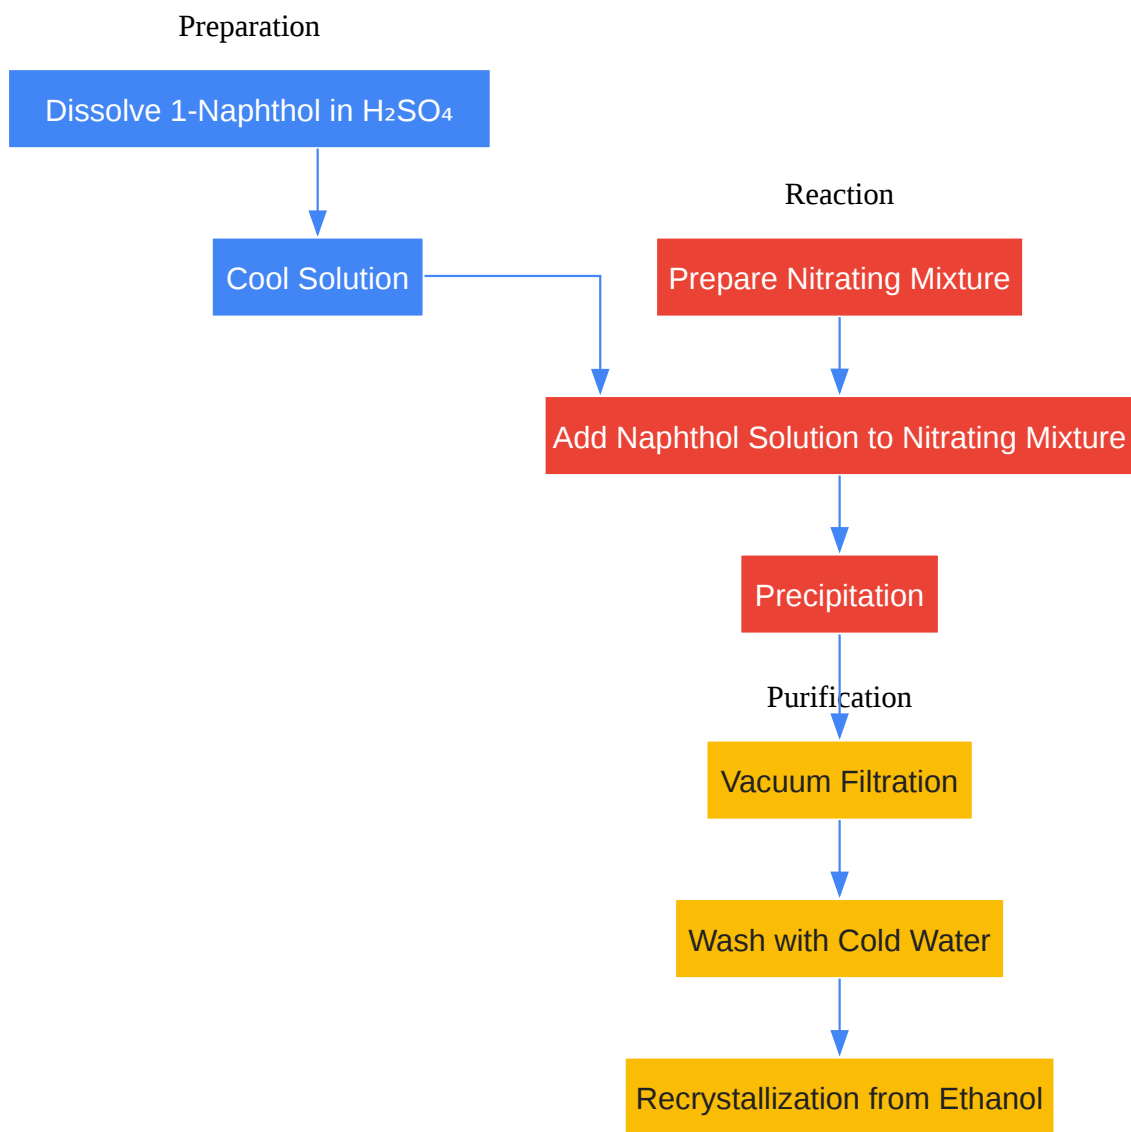 Preparation
Dissolve 1-Naphthol in H₂SO₄
Cool Solution
Reaction
Prepare Nitrating Mixture
Add Naphthol Solution to Nitrating Mixture
Precipitation
Purification
Vacuum Filtration
Wash with Cold Water
Recrystallization from Ethanol